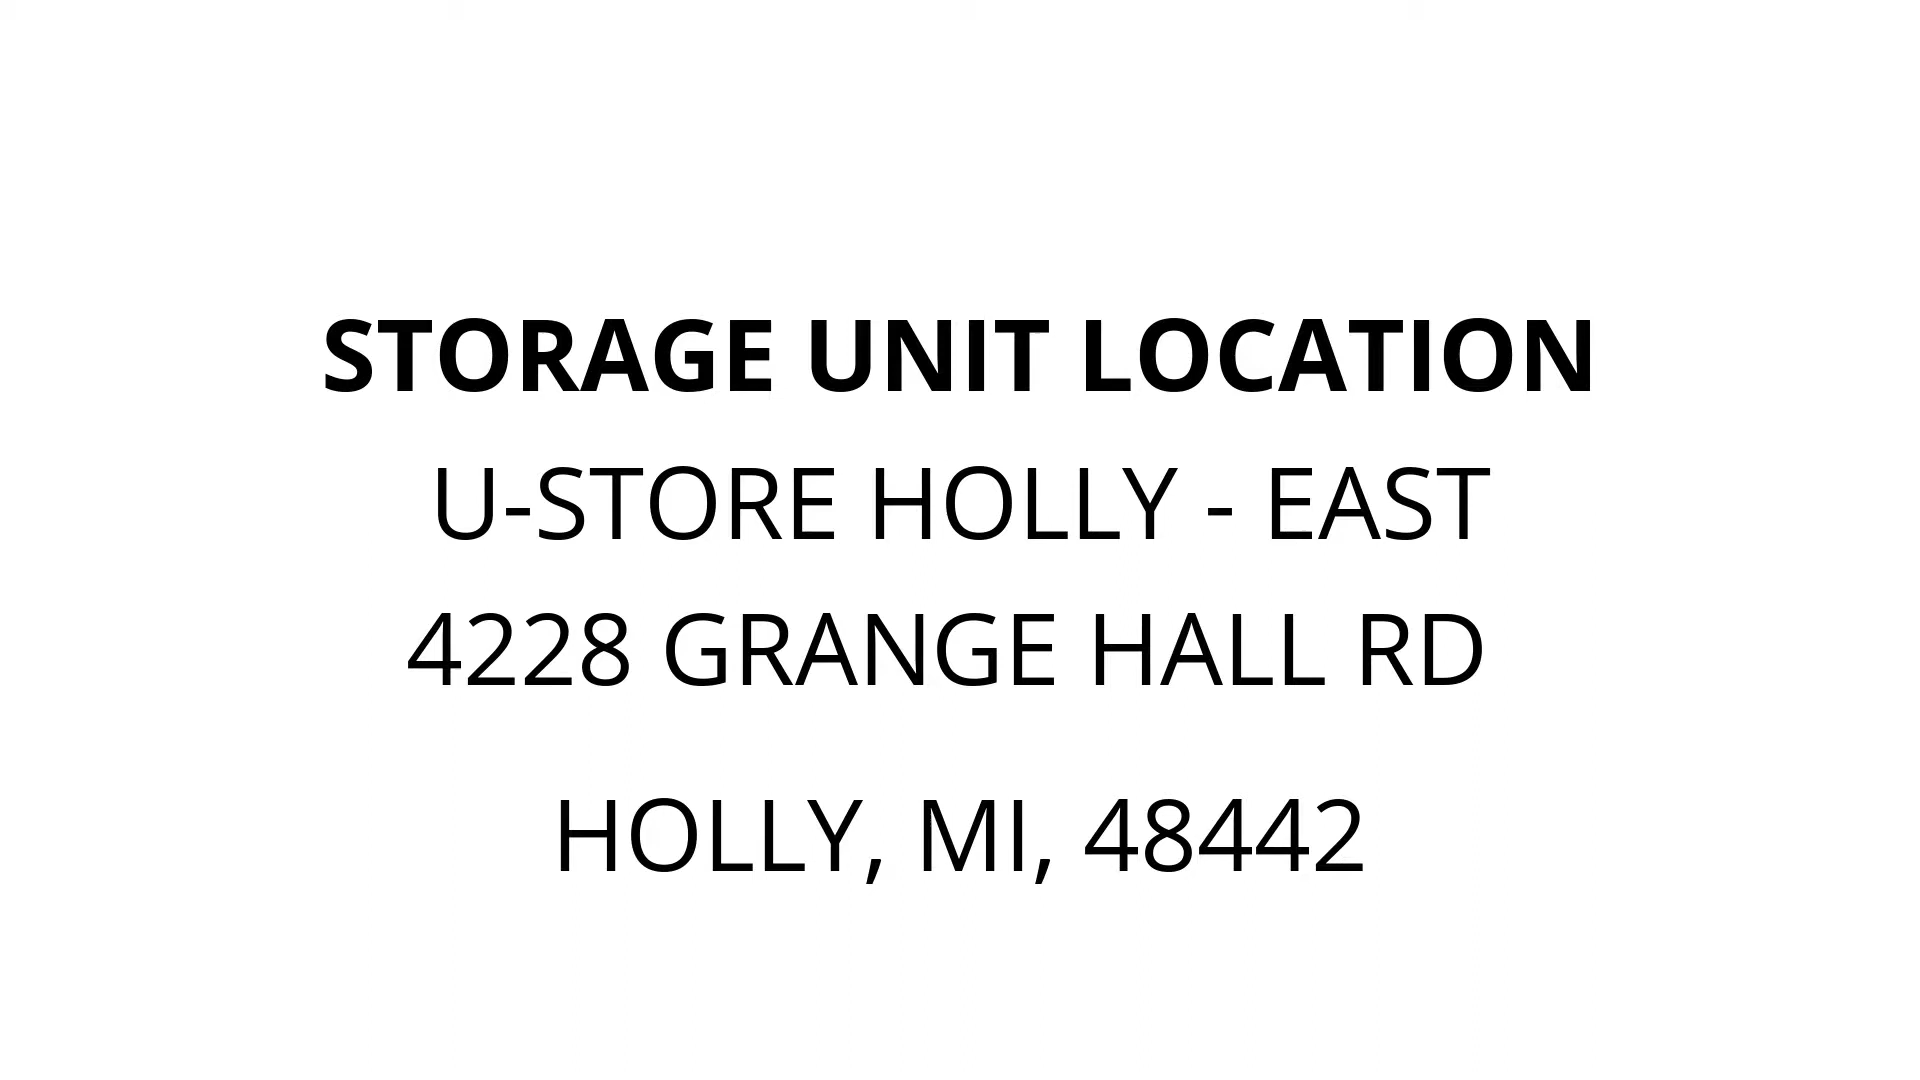 STORAGE UNIT LOCATION
U-STORE HOLLY - EAST
4228 GRANGE HALL RD
HOLLY, MI, 48442